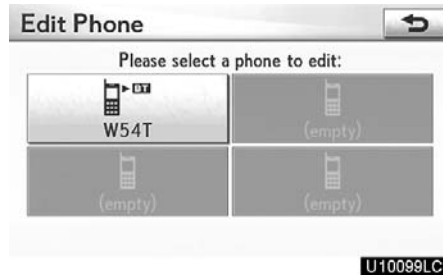 Edit Phone
Please select a phone to edit:
BT
W54T
(empty)
(empty)
(empty)
U10099LC